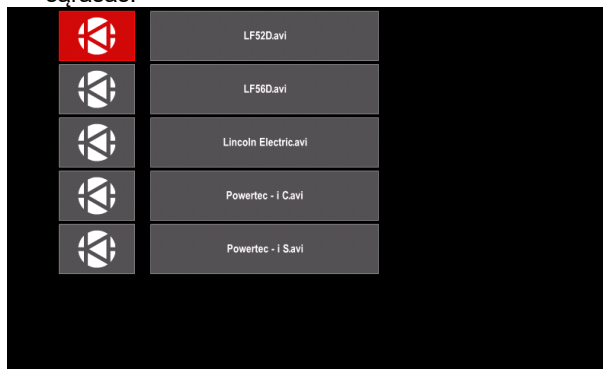 LF52D.avi
LF56D.avi
Lincoln Electric.avi
Powertec - i C.avi
Powertec - i S.avi